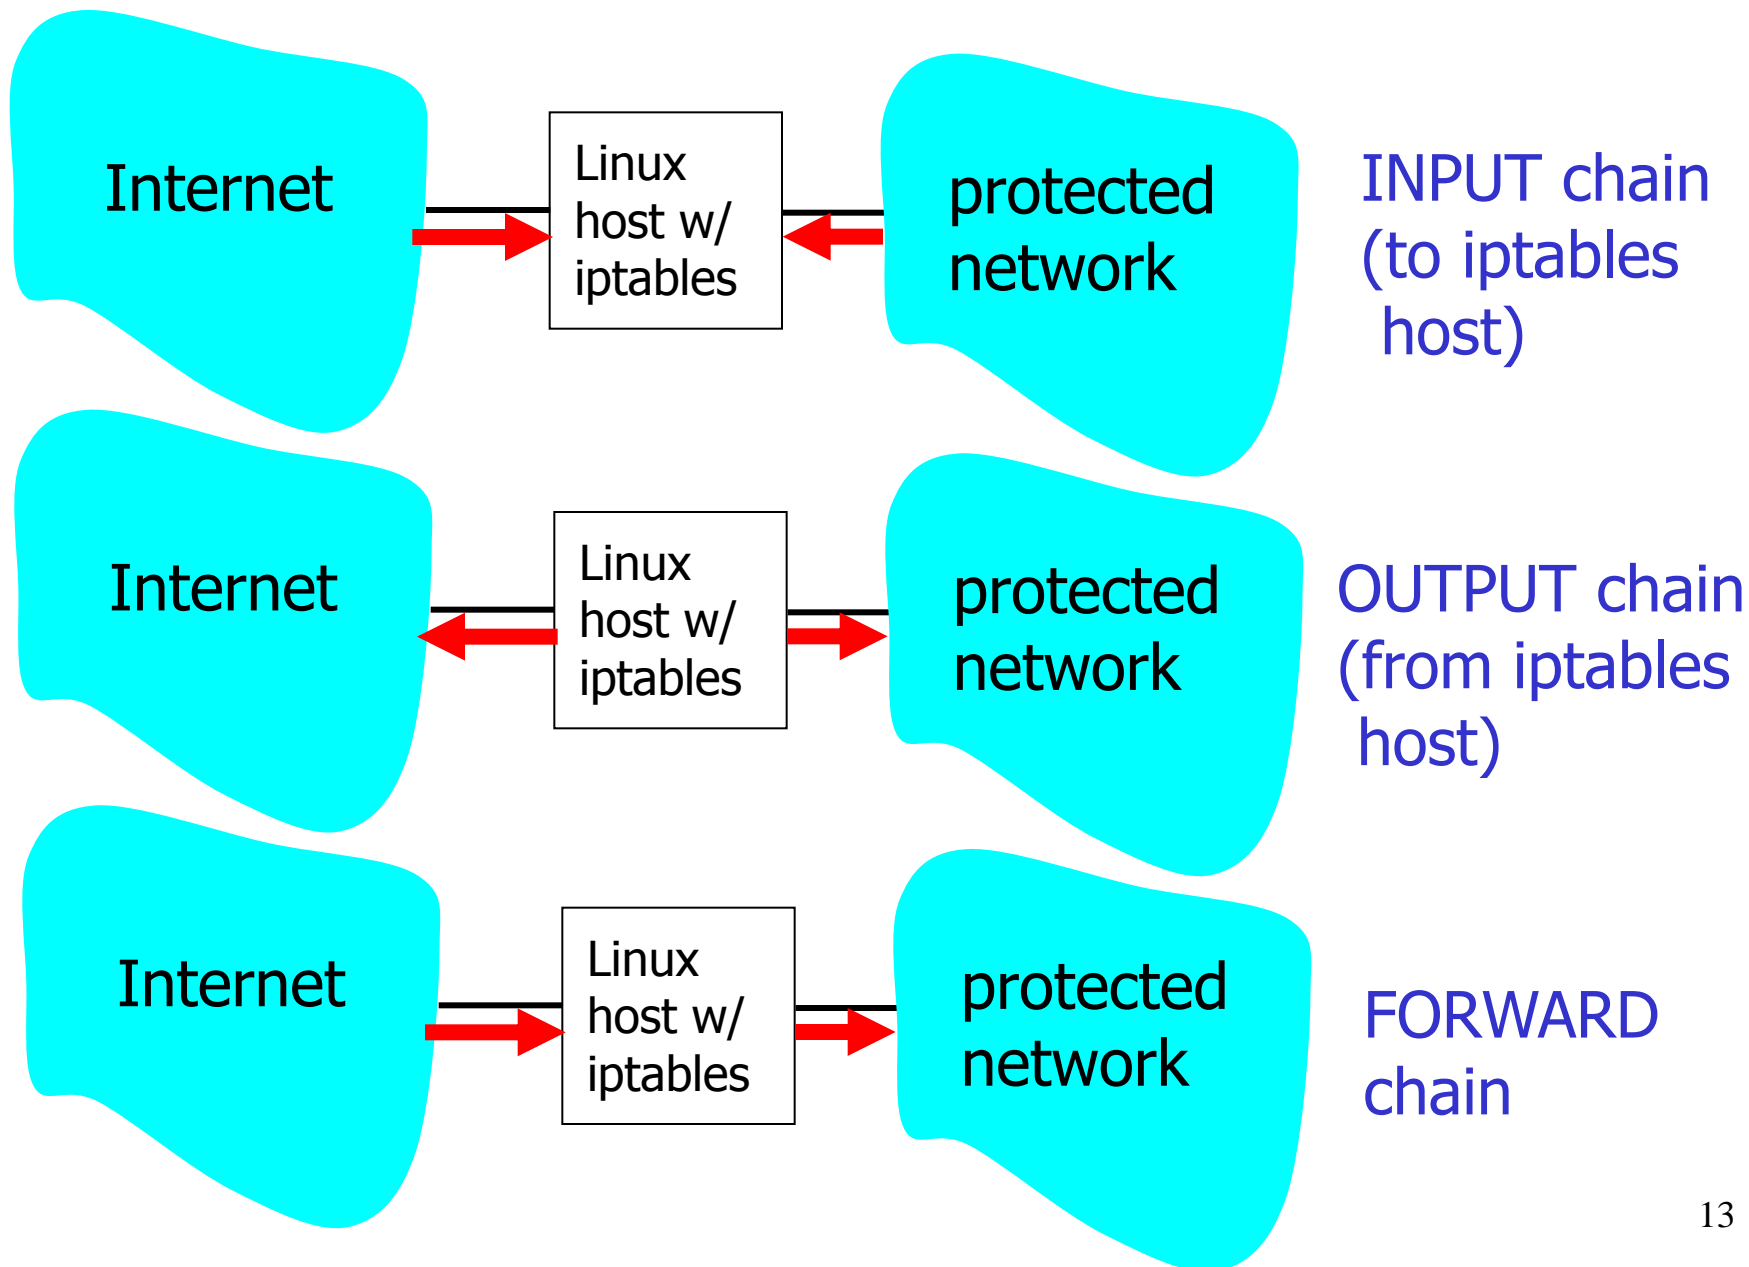 Internet
Linux
host w/
iptables
protected
network
INPUT chain
(to iptables
host)
Internet
Linux
host w/
iptables
protected
network
OUTPUT chain
(from iptables
host)
Internet
Linux
host w/
iptables
protected
network
FORWARD
chain
13